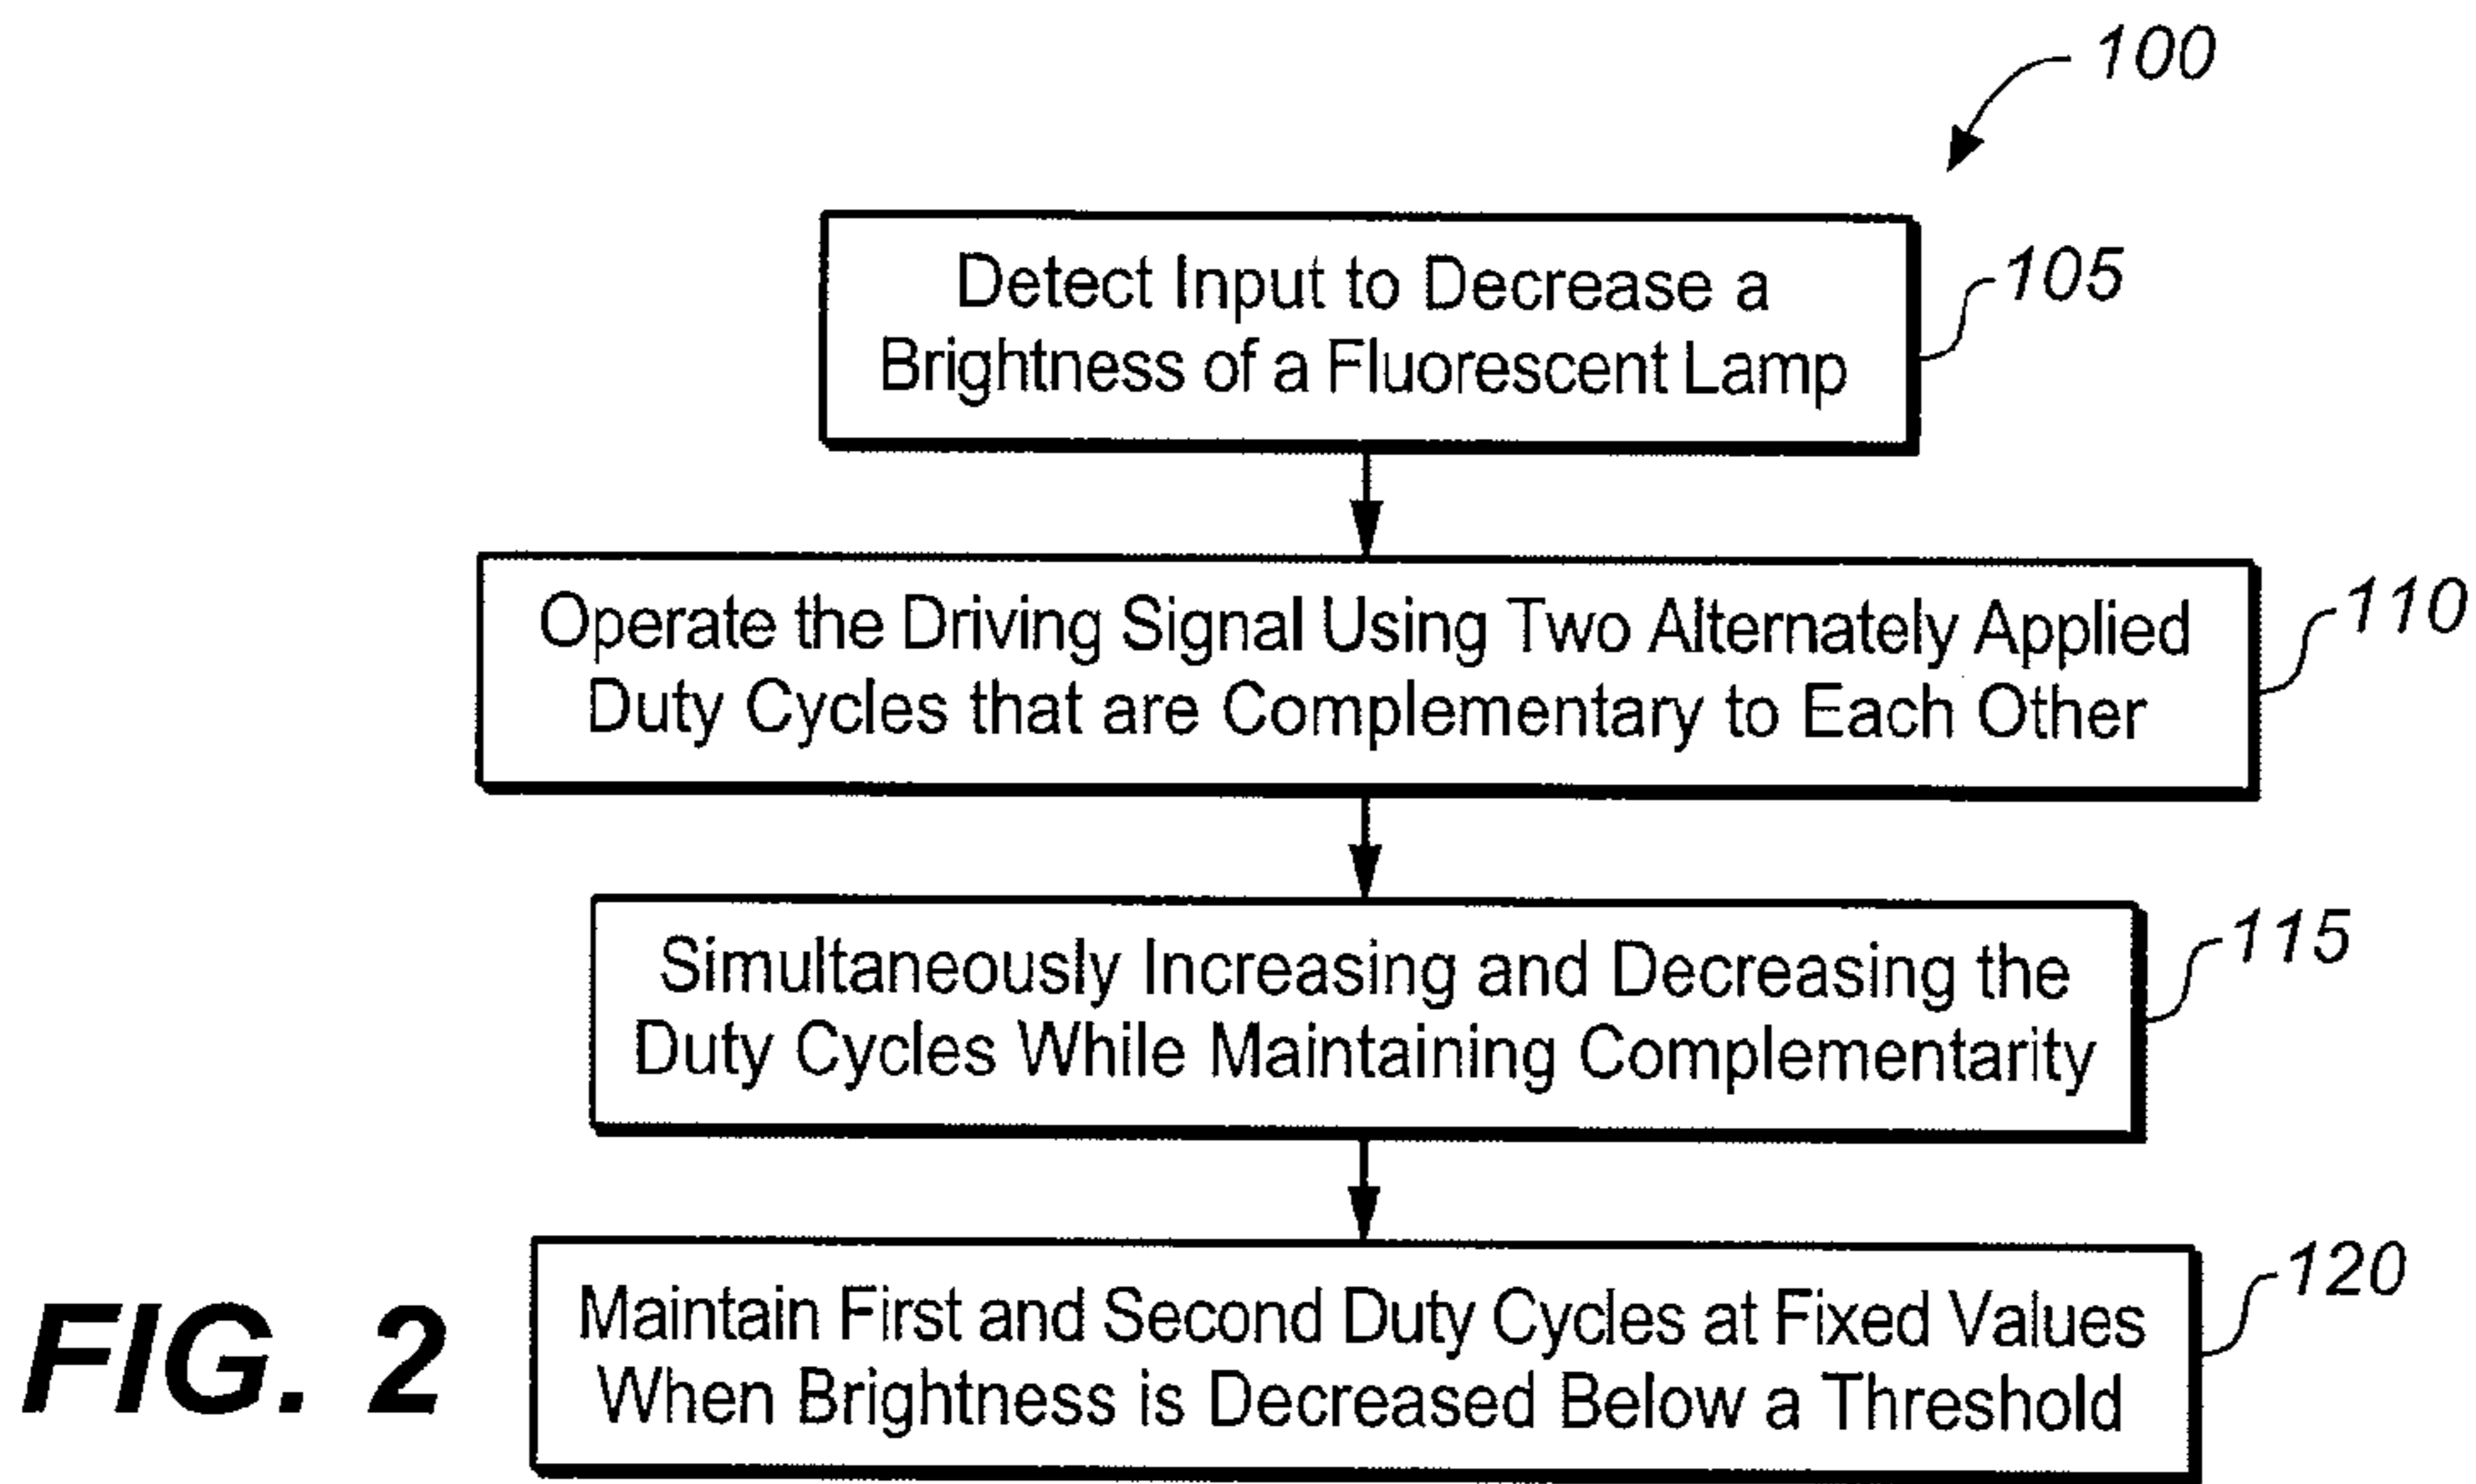 100
Detect Input to Decrease a
Brightness of a Fluorescent Lamp
105
Operate the Driving Signal Using Two Alternately Applied
Duty Cycles that are Complementary to Each Other
110
Simultaneously Increasing and Decreasing the
Duty Cycles While Maintaining Complementarity
115
Maintain First and Second Duty Cycles at Fixed Values
When Brightness is Decreased Below a Threshold
120
FIG. 2